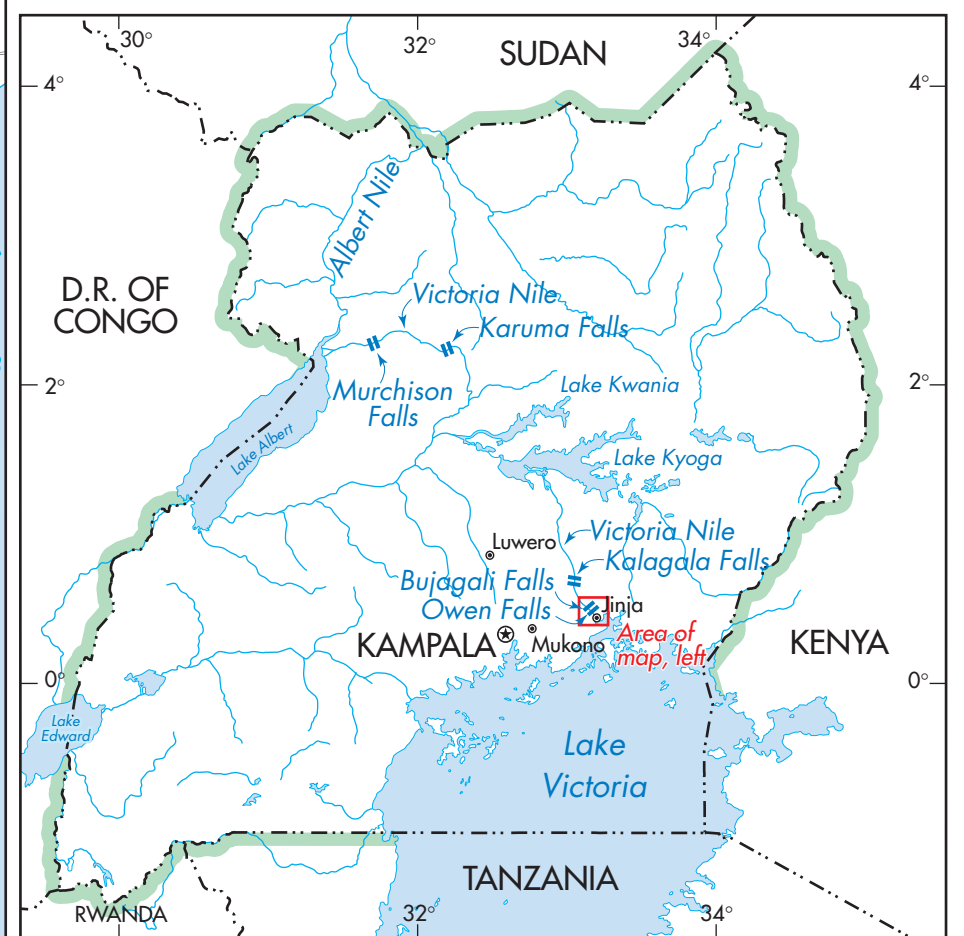 30°
32°
34°
SUDAN
4°
4°
Albert Nile
D.R. OF
CONGO
Victoria Nile
Karuma Falls
Murchison
Falls
2°
2°
Lake Kwania
Lake Albert
Lake Kyoga
Victoria Nile
Luwero
Kalagala Falls
Bujagali Falls
Owen Falls
Jinja
KAMPALA
Mukono
Area of
map, left
KENYA
0°
0°
Lake
Edward
Lake
Victoria
TANZANIA
RWANDA
32°
34°